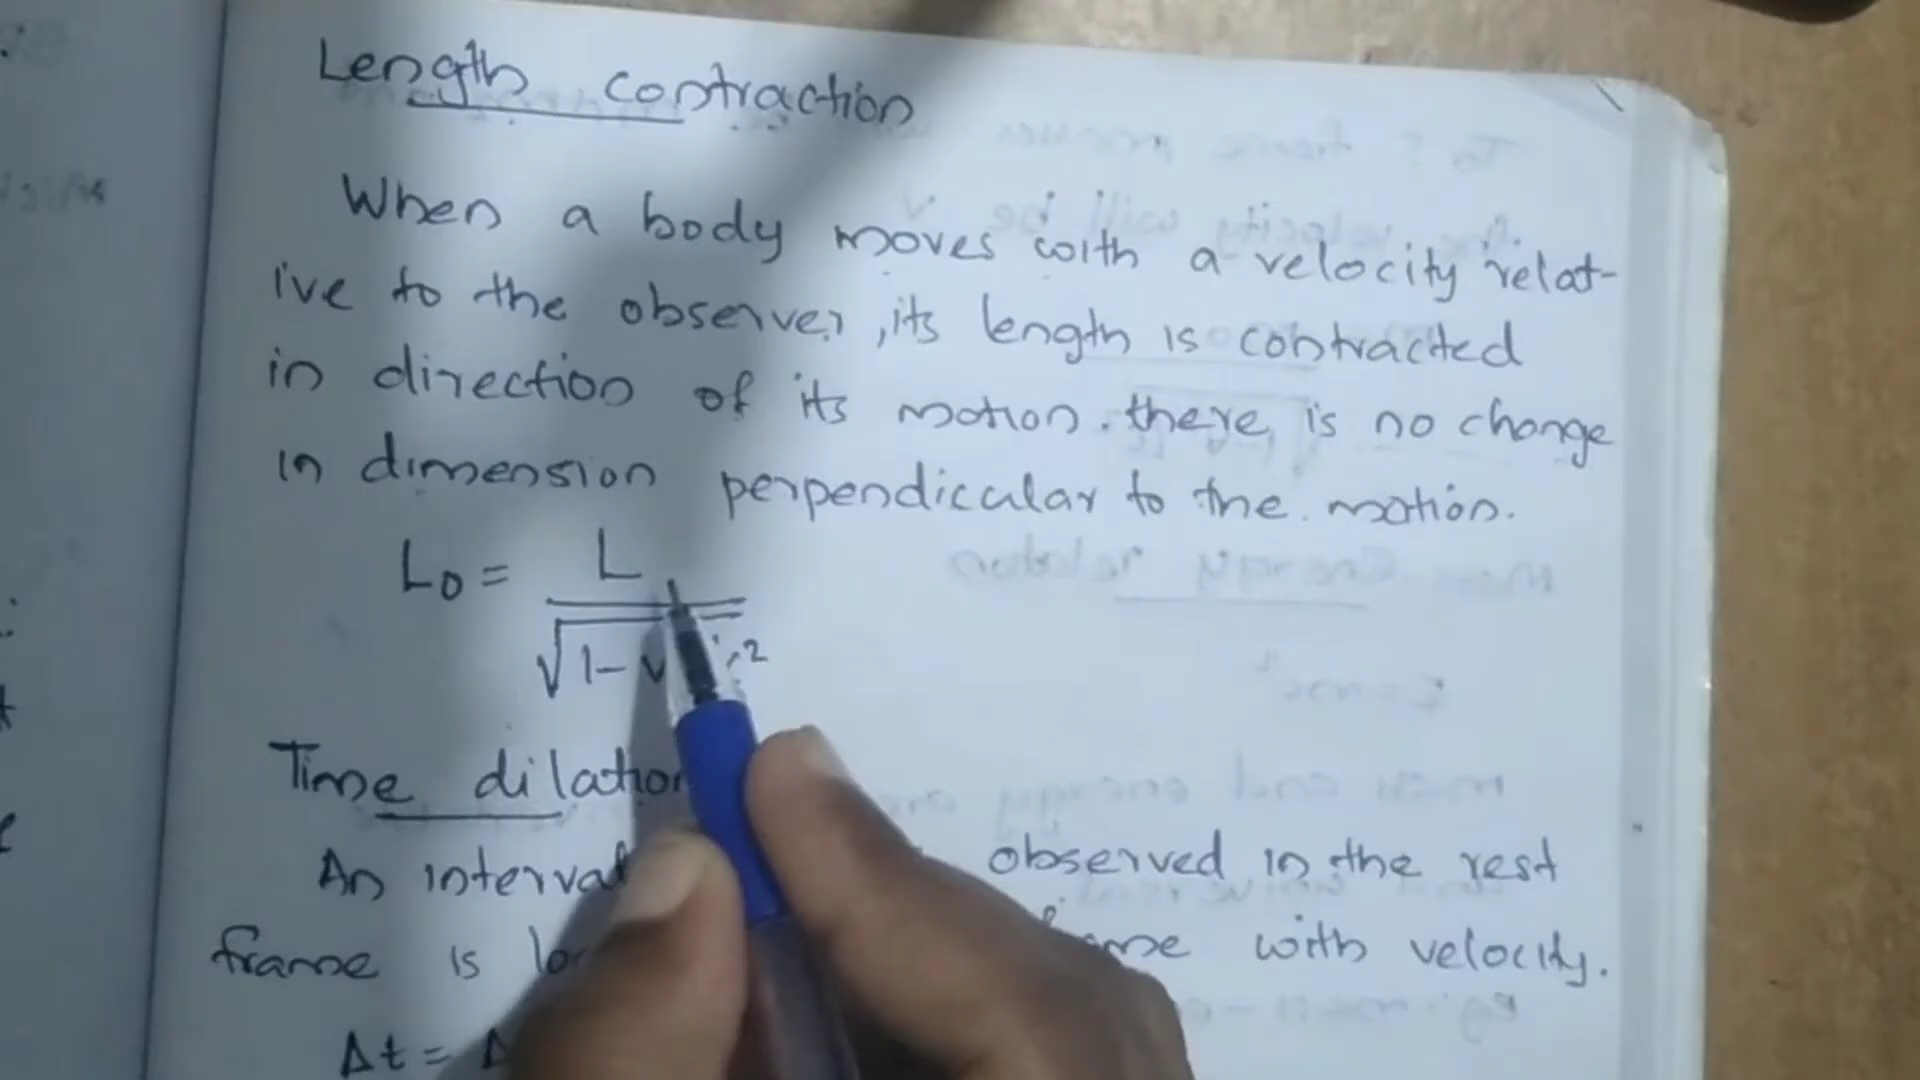 Length contraction
When a body moves with a velocity relat-
ive to the observer, its length is contracted
in direction of its motion. there is no change
in dimension perpendicular to the motion.
L0 = L
√1-v 2
Time dilation
An interval observed in the rest
frame is with velocity.
Δt = Δ